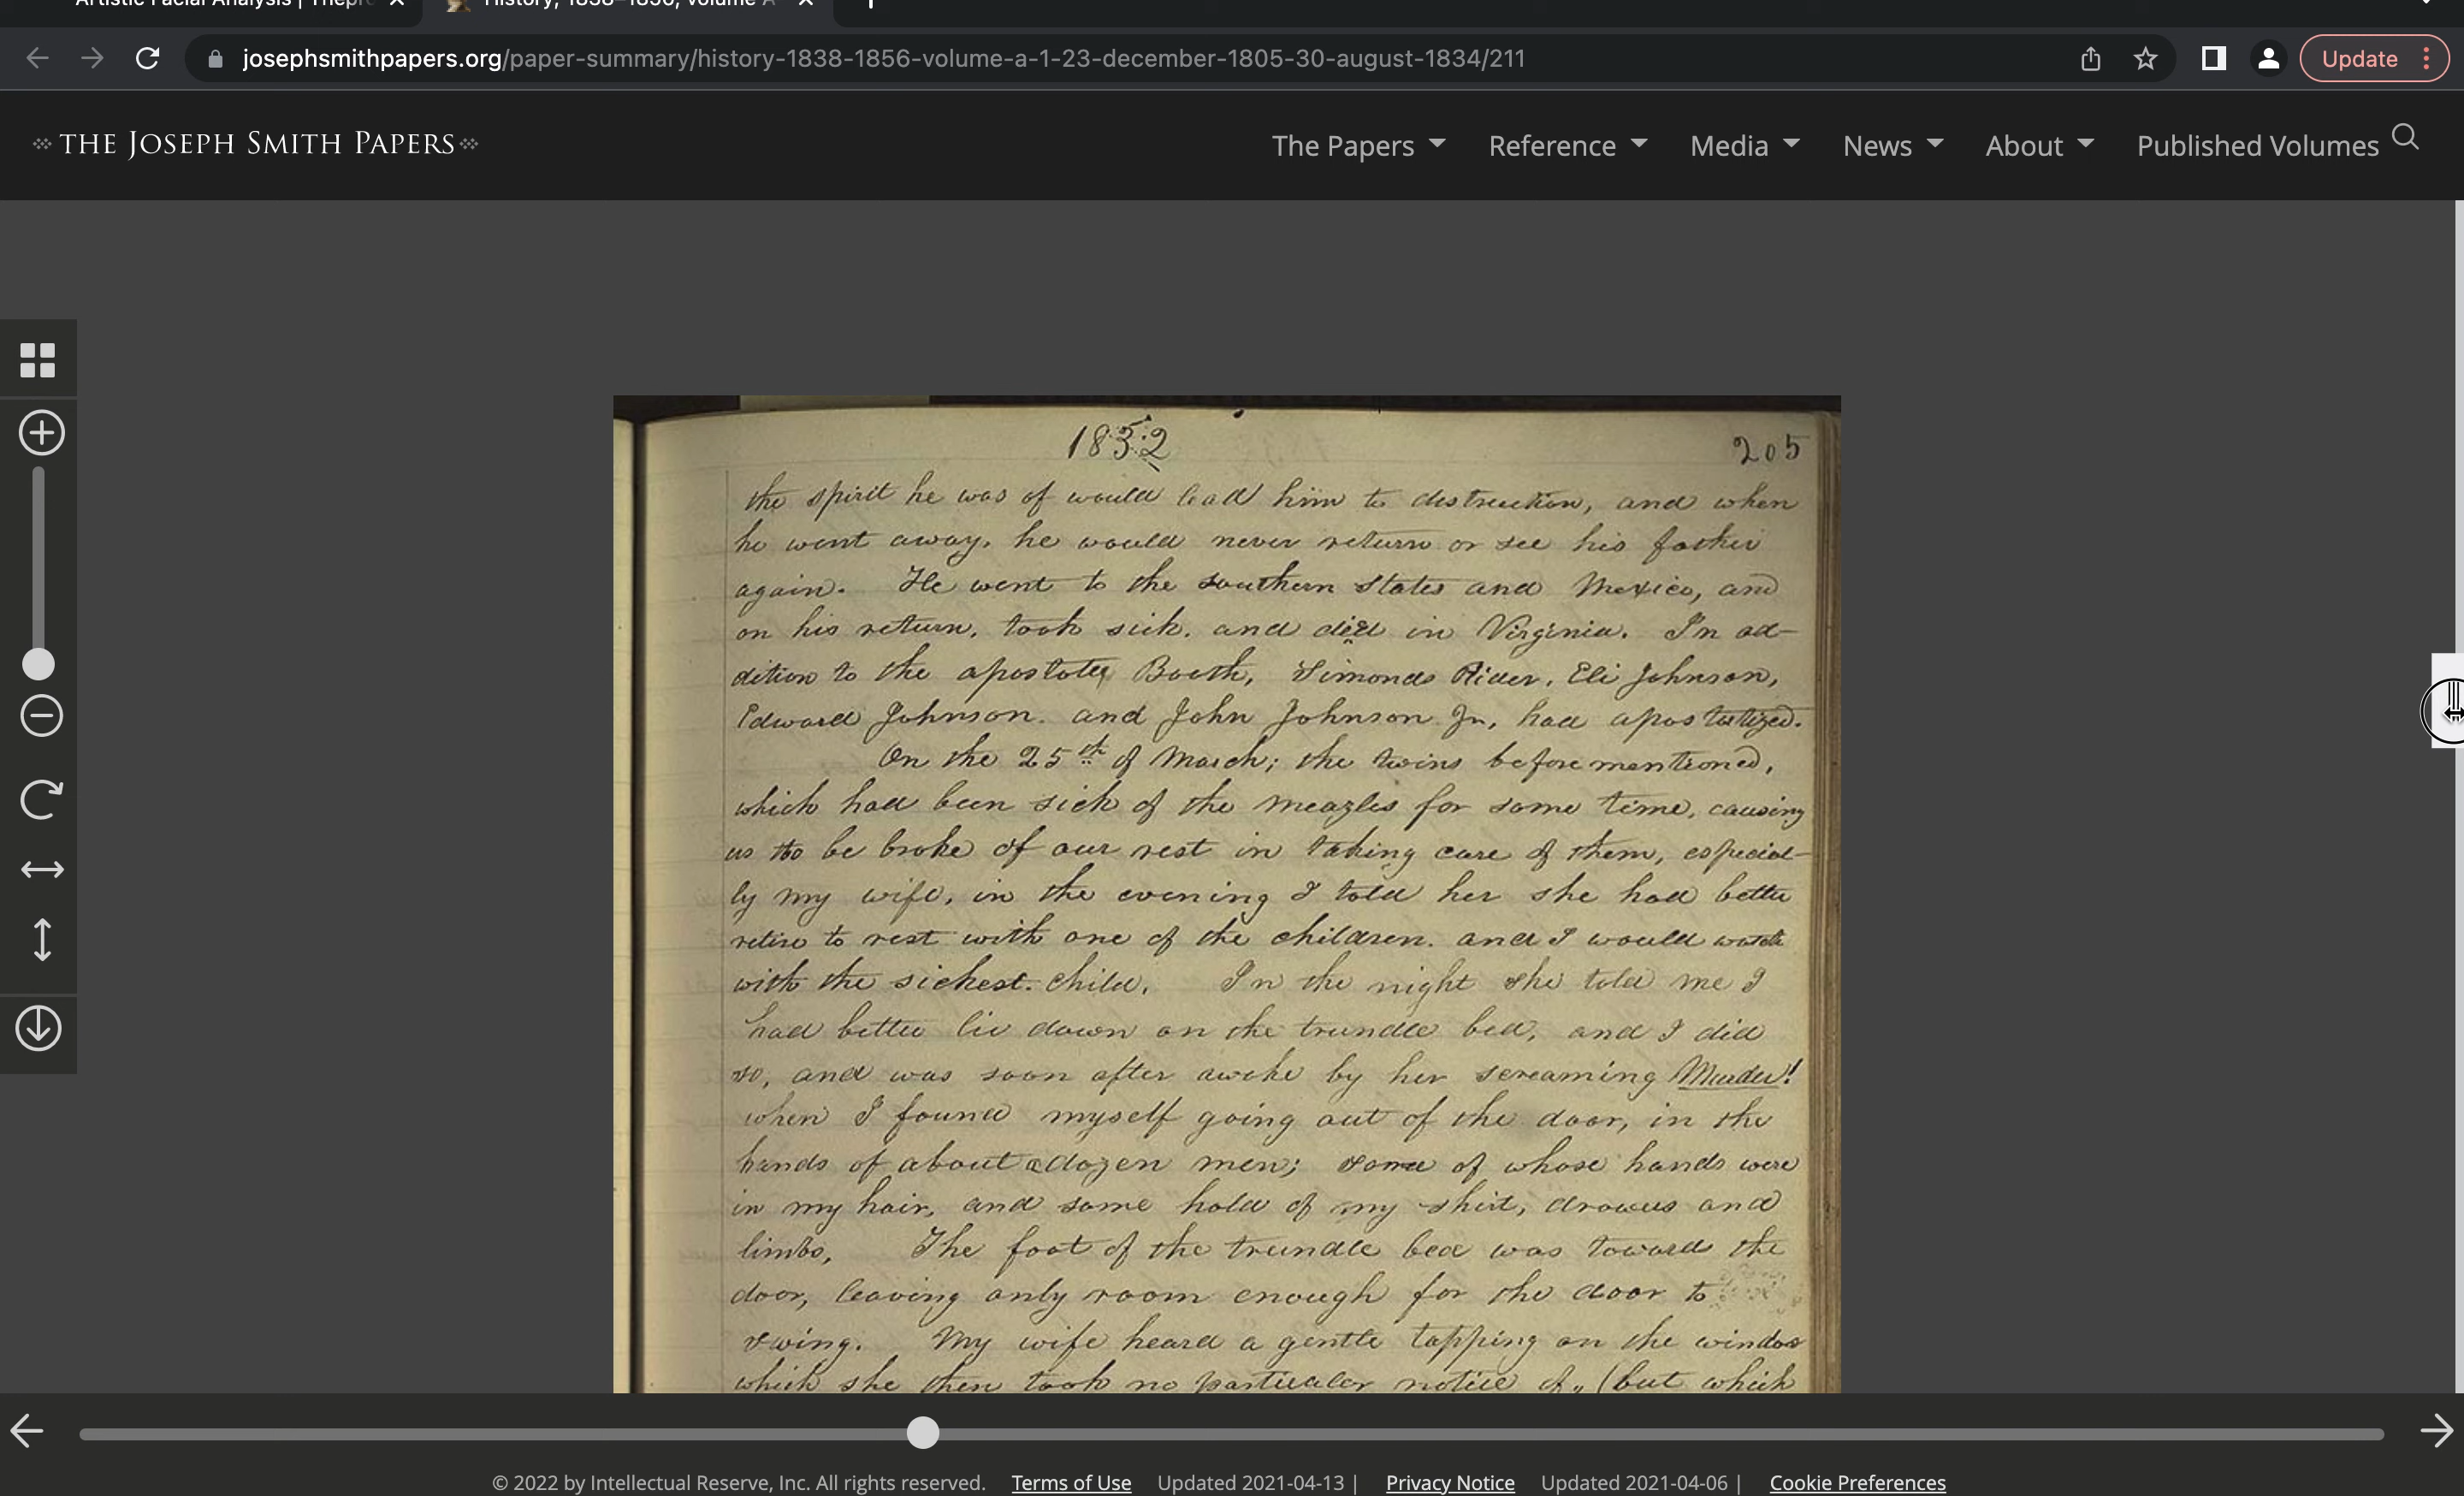 Artistic Facial Analysis | Thepr
History, 1838–1856, volume A
josephsmithpapers.org/paper-summary/history-1838-1856-volume-a-1-23-december-1805-30-august-1834/211
Update
THE JOSEPH SMITH PAPERS
The Papers
Reference
Media
News
About
Published Volumes
1832
205
the spirit he was of would lead him to distruction, and when
he went away, he would never return or see his father
again. He went to the southern States and Mexico, and
on his return, took sick, and died in Virginia. In ad-
dition to the apostate Booth, Simonds Rider, Eli Johnson,
Edward Johnson. and John Johnson Jn, had apostatized.
On the 25th of March; the twins before mentioned,
which had been sick of the meazles for some time, causing
us to be broke of our rest in taking care of them, especial-
ly my wife, in the evening I told her she had better
retire to rest with one of the children. and I would watch
with the sickest. child. In the night she told me I
had better lie down on the trundle bed, and I did
so, and was soon after awoke by her screaming Murder!
when I found myself going out of the door, in the
hands of about a dozen men; some of whose hands were
in my hair, and some hold of my shirt, drawers and
limbs, The foot of the trundle bed was toward the
door, leaving only room enough for the door to
swing. My wife heard a gentle tapping on the window
which she then took no particular notice of, (but which
© 2022 by Intellectual Reserve, Inc. All rights reserved. Terms of Use Updated 2021-04-13 | Privacy Notice Updated 2021-04-06 | Cookie Preferences